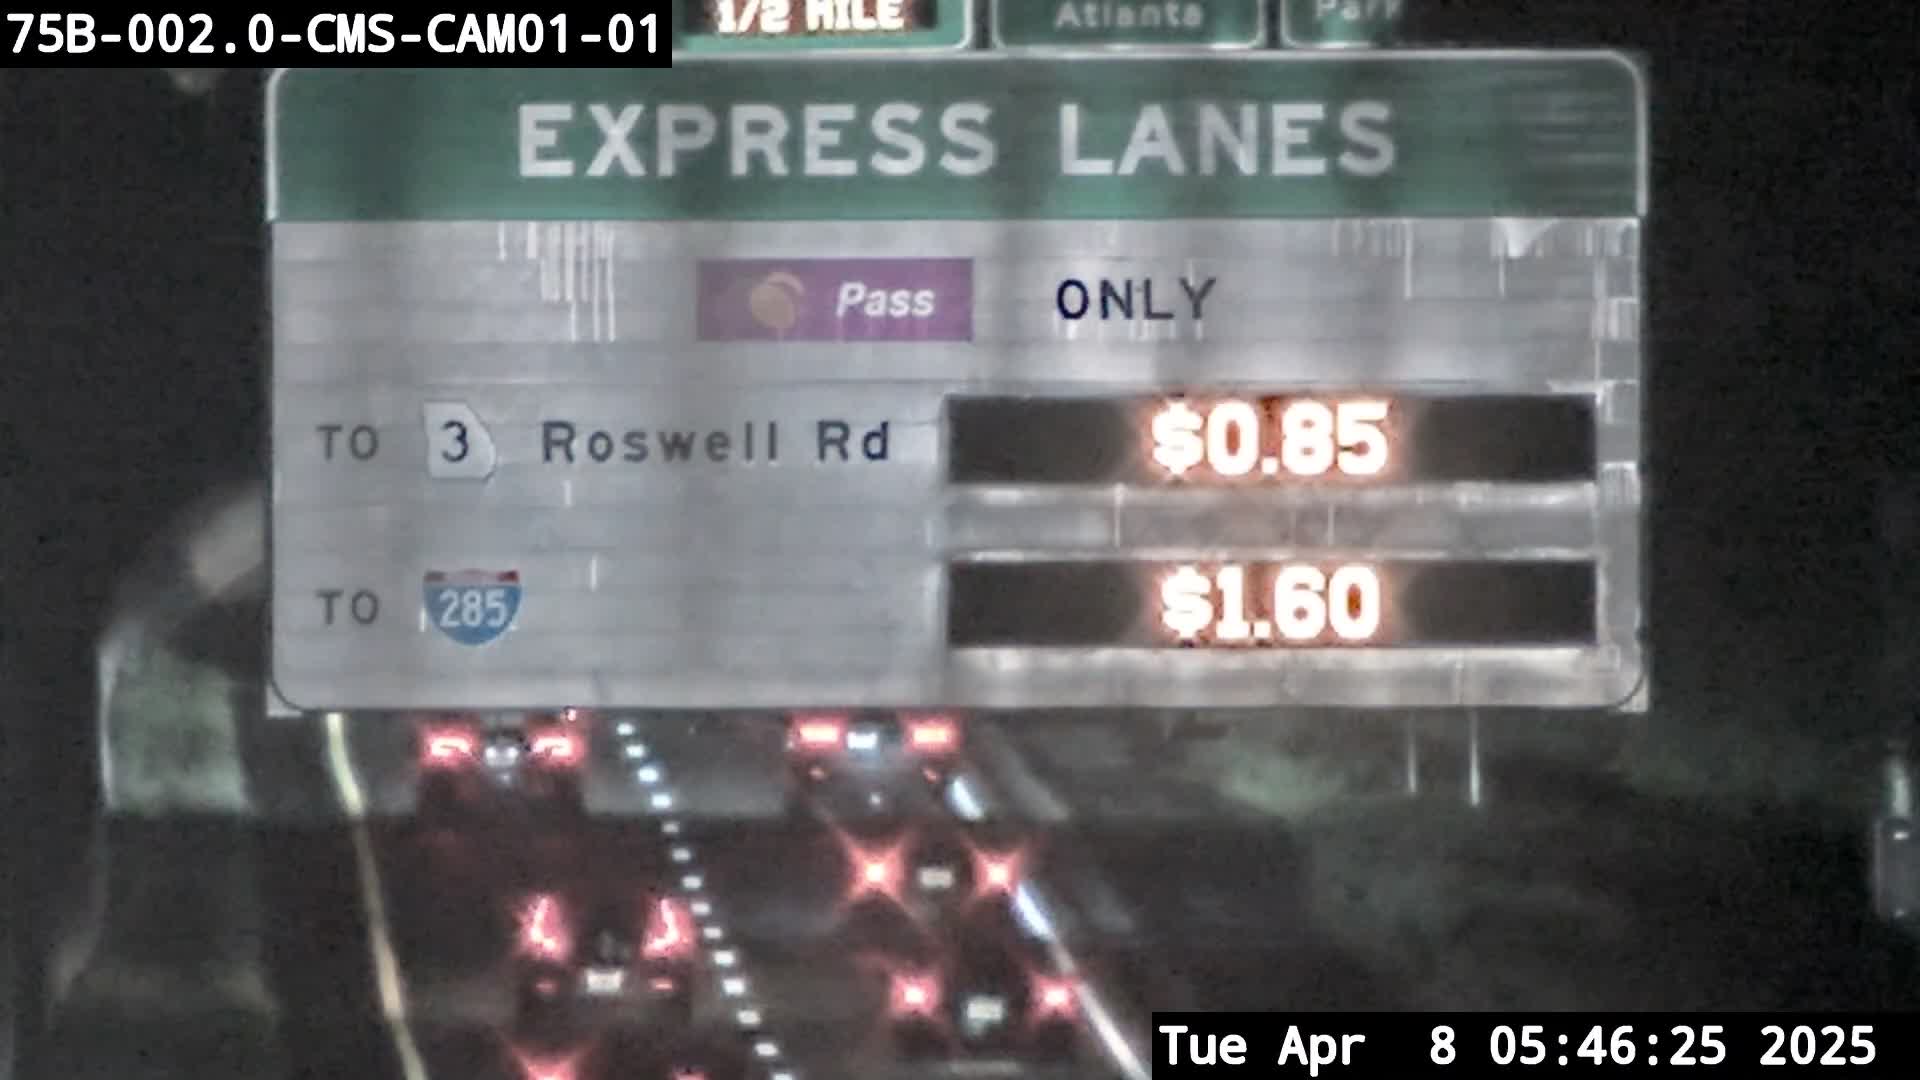 75B-002.0-CMS-CAM01-01
1/2 MILE
Atlanta
Park
EXPRESS LANES
Pass ONLY
TO 3 Roswell Rd $0.85
TO 285 $1.60
Tue Apr 8 05:46:25 2025